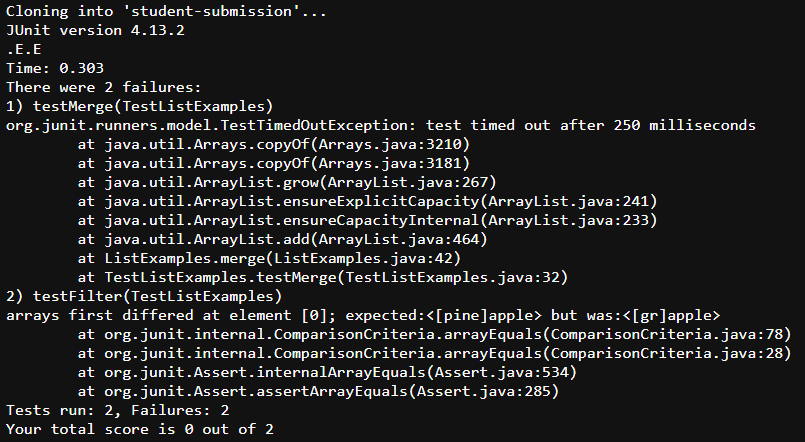 Cloning into 'student-submission'...
JUnit version 4.13.2
.E.E
Time: 0.303
There were 2 failures:
1) testMerge(TestListExamples)
org.junit.runners.model.TestTimedOutException: test timed out after 250 milliseconds
        at java.util.Arrays.copyOf(Arrays.java:3210)
        at java.util.Arrays.copyOf(Arrays.java:3181)
        at java.util.ArrayList.grow(ArrayList.java:267)
        at java.util.ArrayList.ensureExplicitCapacity(ArrayList.java:241)
        at java.util.ArrayList.ensureCapacityInternal(ArrayList.java:233)
        at java.util.ArrayList.add(ArrayList.java:464)
        at ListExamples.merge(ListExamples.java:42)
        at TestListExamples.testMerge(TestListExamples.java:32)
2) testFilter(TestListExamples)
arrays first differed at element [0]; expected:<[pine]apple> but was:<[gr]apple>
        at org.junit.internal.ComparisonCriteria.arrayEquals(ComparisonCriteria.java:78)
        at org.junit.internal.ComparisonCriteria.arrayEquals(ComparisonCriteria.java:28)
        at org.junit.Assert.internalArrayEquals(Assert.java:534)
        at org.junit.Assert.assertArrayEquals(Assert.java:285)
Tests run: 2, Failures: 2
Your total score is 0 out of 2